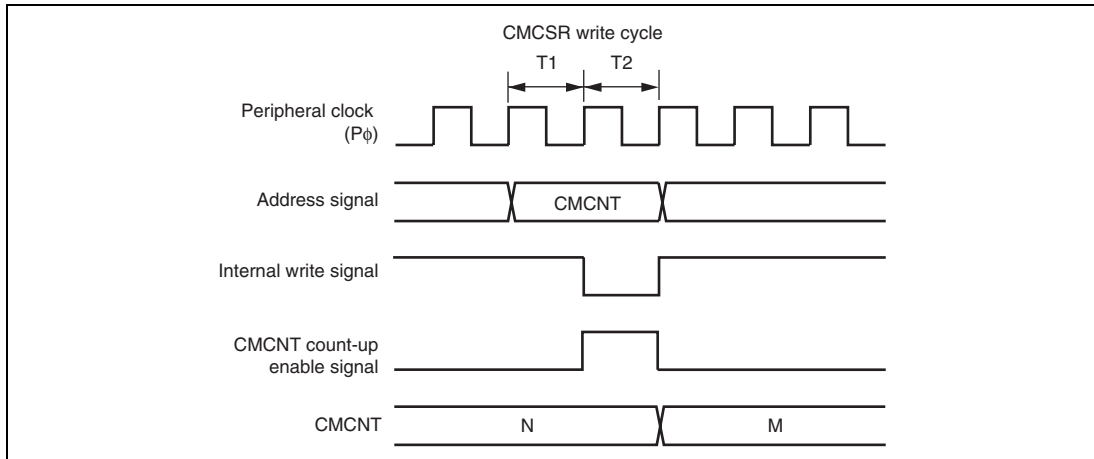 CMCSR write cycle
T1 T2
Peripheral clock
(Pϕ)
Address signal CMCNT
Internal write signal
CMCNT count-up
enable signal
CMCNT N M